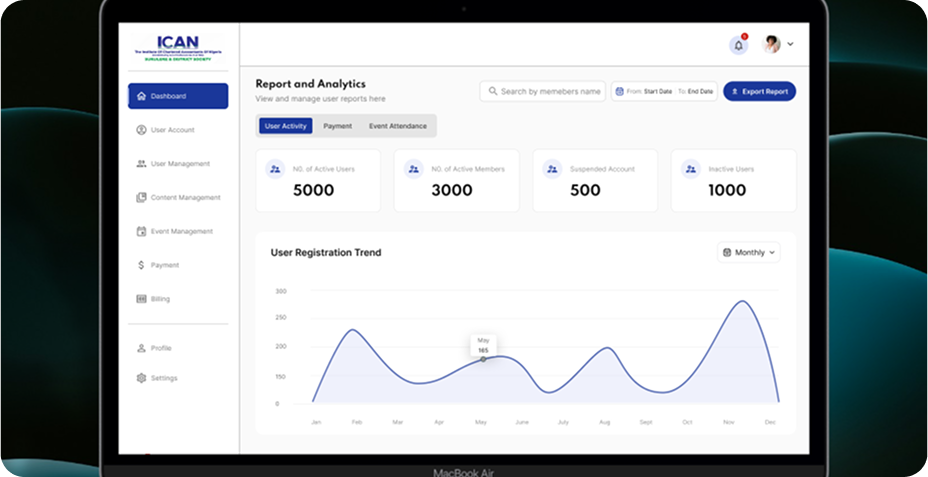 ICAN
The Institute Of Chartered Accountants Of Nigeria
SURULERE & DISTRICT SOCIETY
Dashboard
User Account
User Management
Content Management
Event Management
Payment
Billing
Profile
Settings
Report and Analytics
View and manage user reports here
Search by memebers name
From Start Date To End Date
Export Report
User Activity Payment Event Attendance
NO. of Active Users
5000
NO. of Active Members
3000
Suspended Account
500
Inactive Users
1000
User Registration Trend
Monthly
300
250
200
150
0
May
165
Jan Feb Mar Apr May June July Aug Sept Oct Nov Dec
MacBook Air